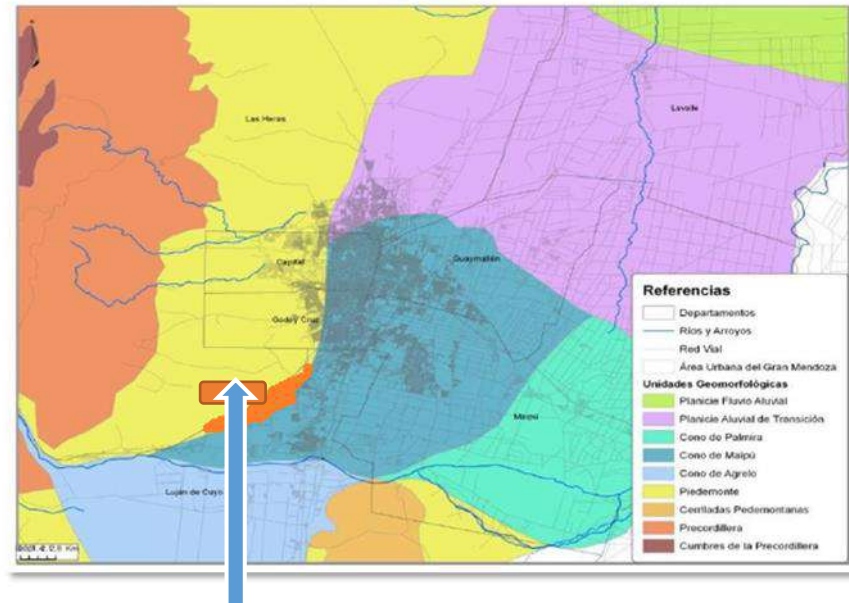 Las Heras
Lavalle
Capital
Guaymallén
Godoy Cruz
Maipú
Luján de Cuyo
Referencias
Departamentos
Ríos y Arroyos
Red Vial
Área Urbana del Gran Mendoza
Unidades Geomorfológicas
Planicie Fluvio Aluvial
Planicie Aluvial de Transición
Cono de Palmira
Cono de Maipú
Cono de Agrelo
Piedemonte
Cerrilladas Pedemontanas
Precordillera
Cumbres de la Precordillera
Km